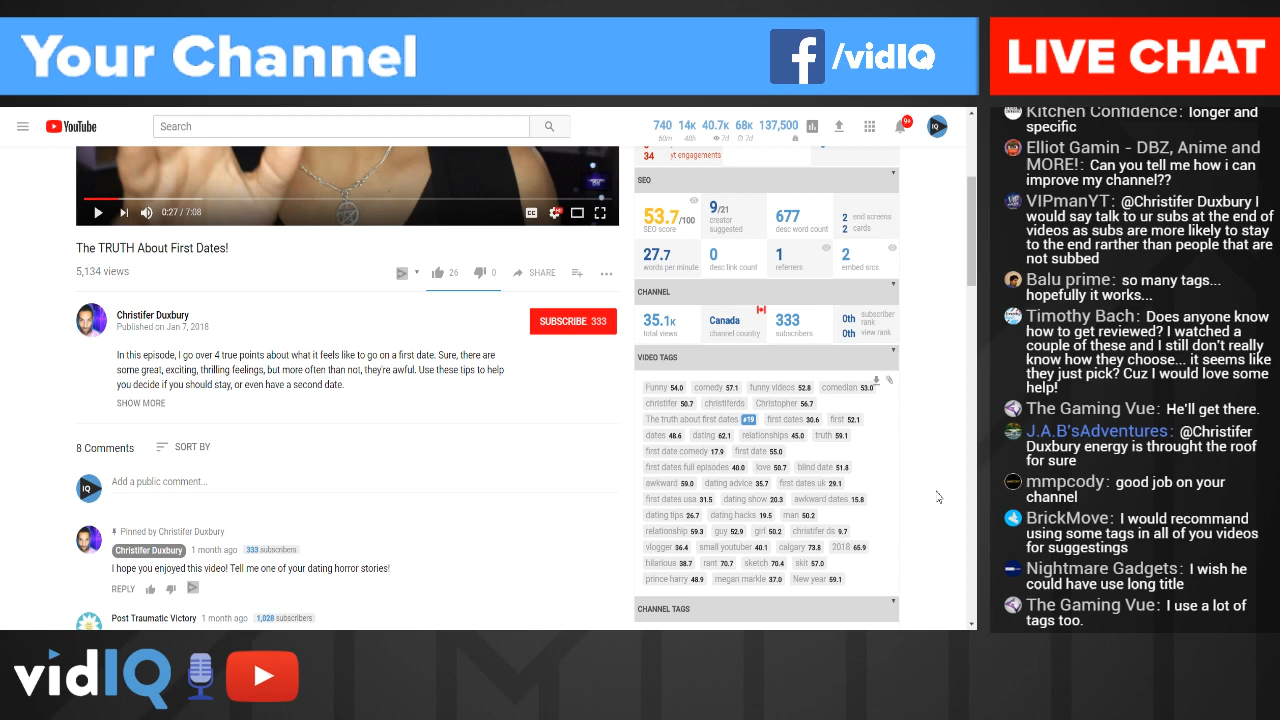 Your Channel
f /vidIQ
LIVE CHAT
YouTube
Search
740 14k 40.7k 68k 137,500
60m 48h 7d 7d
9+
IQ
34 yt engagements
SEO
53.7/100
SEO score
9/21
creator
suggested
677
desc word count
2 end screens
2 cards
27.7
words per minute
0
desc link count
1
referrers
2
embed srcs
CHANNEL
35.1k
total views
Canada
channel country
333
subscribers
0th subscriber
rank
0th view rank
VIDEO TAGS
Funny 54.0 comedy 57.1 funny videos 52.8 comedian 53.0
christifer 50.7 christiferds Christopher 56.7
The truth about first dates #19 first dates 30.6 first 52.1
dates 48.6 dating 62.1 relationships 45.0 truth 59.1
first date comedy 17.9 first date 55.0
first dates full episodes 40.0 love 50.7 blind date 51.8
awkward 59.0 dating advice 35.7 first dates uk 29.1
first dates usa 31.5 dating show 20.3 awkward dates 15.8
dating tips 26.7 dating hacks 19.5 man 50.2
relationship 59.3 guy 52.9 girl 50.2 christifer ds 9.7
vlogger 36.4 small youtuber 40.1 calgary 73.8 2018 65.9
hilarious 38.7 rant 70.7 sketch 70.4 skit 57.0
prince harry 48.9 megan markle 37.0 New year 59.1
CHANNEL TAGS
0:27 / 7:08
CC
The TRUTH About First Dates!
5,134 views
26 0 SHARE
Christifer Duxbury
Published on Jan 7, 2018
SUBSCRIBE 333
In this episode, I go over 4 true points about what it feels like to go on a first date. Sure, there are
some great, exciting, thrilling feelings, but more often than not, they're awful. Use these tips to help
you decide if you should stay, or even have a second date.
SHOW MORE
8 Comments SORT BY
IQ Add a public comment...
Pinned by Christifer Duxbury
Christifer Duxbury 1 month ago 333 subscribers
I hope you enjoyed this video! Tell me one of your dating horror stories!
REPLY
Post Traumatic Victory 1 month ago 1,028 subscribers
Kitchen Confidence: longer and
specific
Elliot Gamin - DBZ, Anime and
MORE!: Can you tell me how i can
improve my channel??
VIPmanYT: @Christifer Duxbury I
would say talk to ur subs at the end of
videos as subs are more likely to stay
to the end rarther than people that are
not subbed
Balu prime: so many tags...
hopefully it works...
Timothy Bach: Does anyone know
how to get reviewed? I watched a
couple of these and I still don't really
know how they choose... it seems like
they just pick? Cuz I would love some
help!
The Gaming Vue: He'll get there.
J.A.B'sAdventures: @Christifer
Duxbury energy is throught the roof
for sure
mmpcody: good job on your
channel
BrickMove: I would recommand
using some tags in all of you videos
for suggestions
Nightmare Gadgets: I wish he
could have use long title
The Gaming Vue: I use a lot of
tags too.
vidIQ